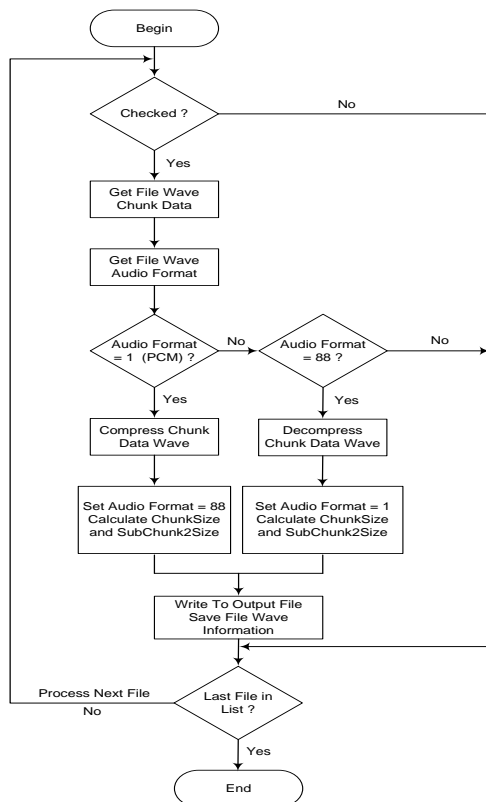 Begin
Checked ?
No
Yes
Get File Wave
Chunk Data
Get File Wave
Audio Format
Audio Format
= 1 (PCM) ?
No
Audio Format
= 88 ?
No
Yes
Yes
Compress Chunk
Data Wave
Decompress
Chunk Data Wave
Set Audio Format = 88
Calculate ChunkSize
and SubChunk2Size
Set Audio Format = 1
Calculate ChunkSize
and SubChunk2Size
Write To Output File
Save File Wave
Information
Process Next File
No
Last File in
List ?
Yes
End